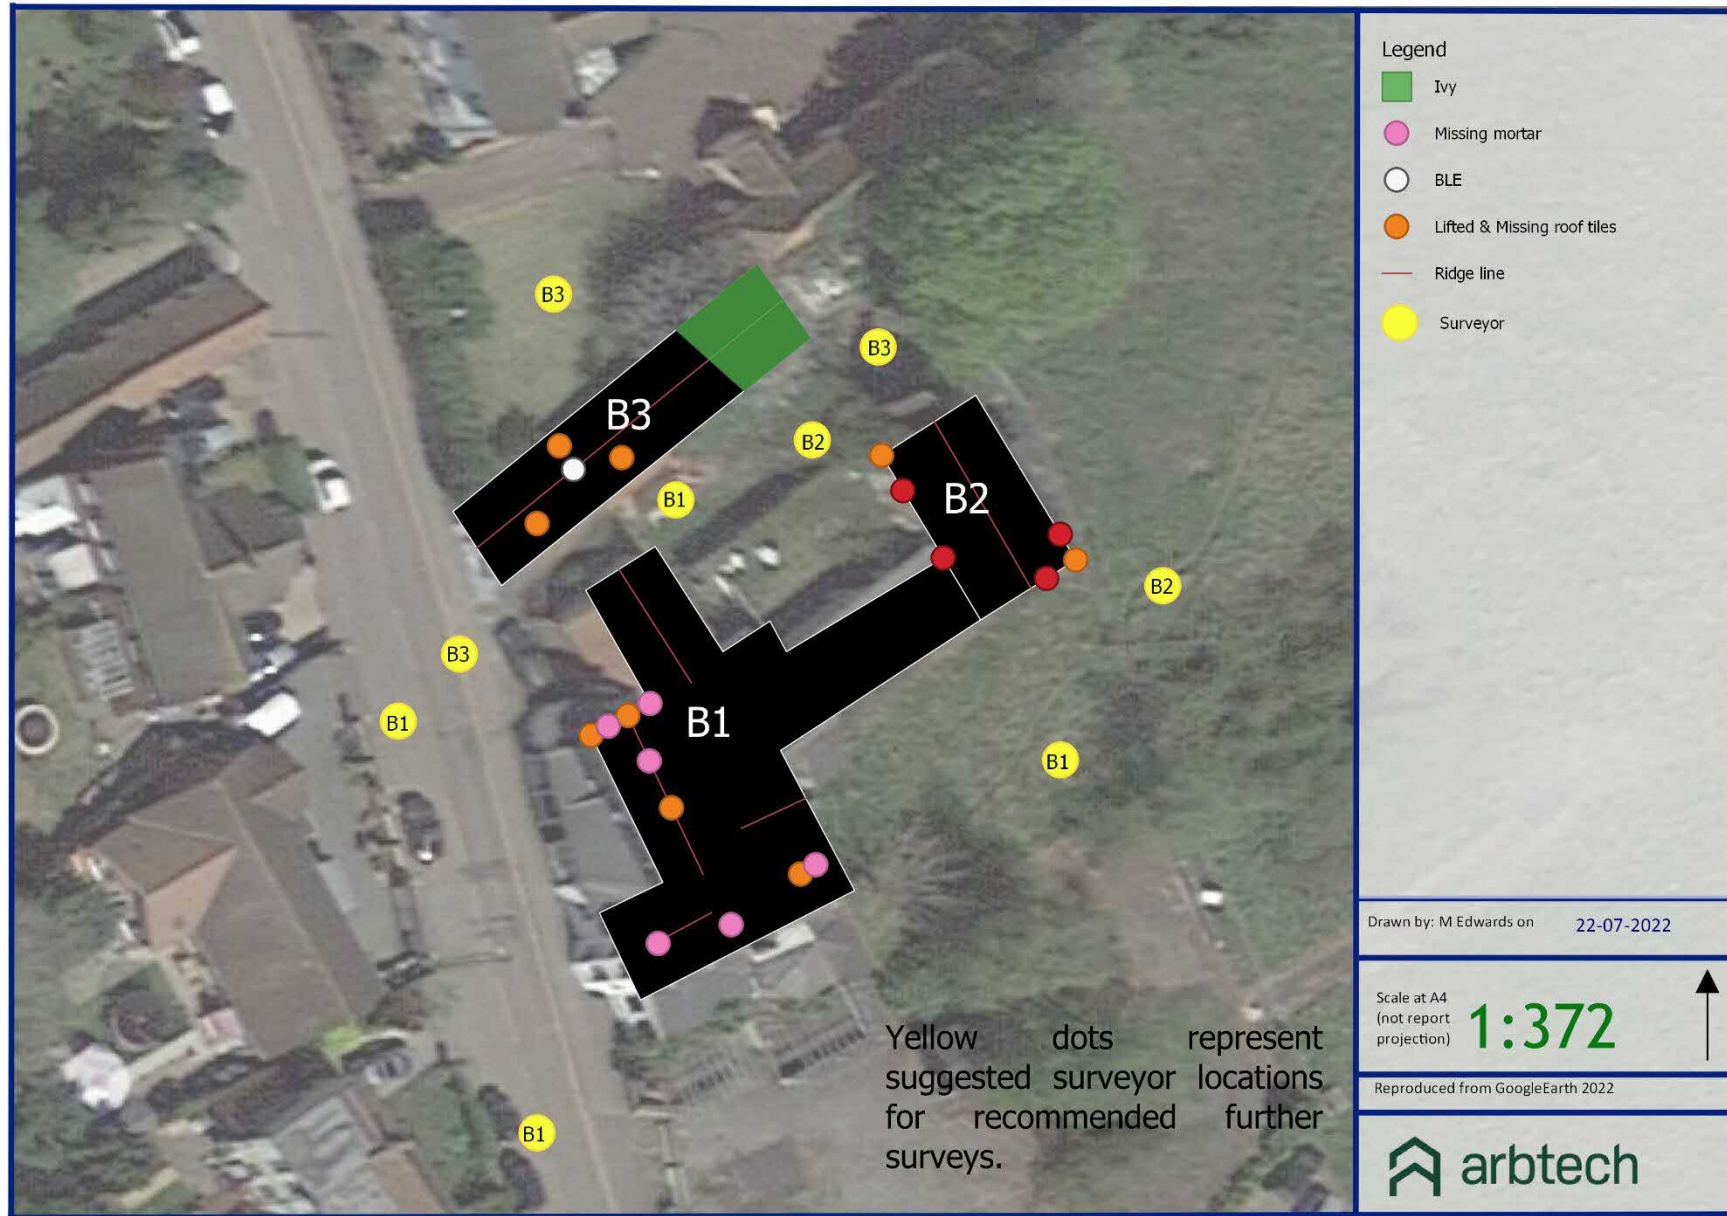 Legend
Ivy
Missing mortar
BLE
Lifted & Missing roof tiles
Ridge line
Surveyor
B3
B3
B3
B2
B1
B2
B2
B3
B1
B1
B1
B1
Yellow dots represent
suggested surveyor locations
for recommended further
surveys.
Drawn by: M Edwards on 22-07-2022
Scale at A4
(not report
projection)
1:372
Reproduced from GoogleEarth 2022
arbtech